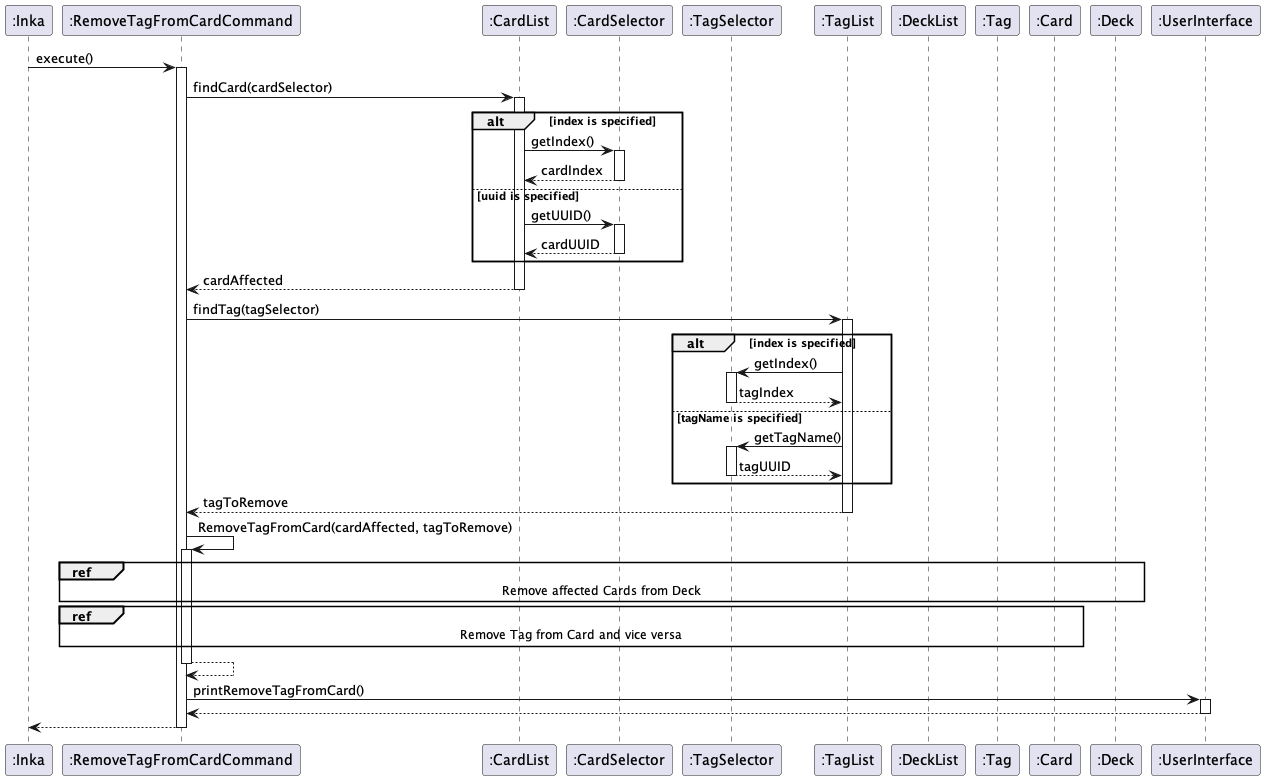 :Inka :RemoveTagFromCardCommand :CardList :CardSelector :TagSelector :TagList :DeckList :Tag :Card :Deck :UserInterface
execute()
findCard(cardSelector)
alt [index is specified]
getIndex()
cardIndex
[uuid is specified]
getUUID()
cardUUID
cardAffected
findTag(tagSelector)
alt [index is specified]
getIndex()
tagIndex
[tagName is specified]
getTagName()
tagUUID
tagToRemove
RemoveTagFromCard(cardAffected, tagToRemove)
ref
Remove affected Cards from Deck
ref
Remove Tag from Card and vice versa
printRemoveTagFromCard()
:Inka :RemoveTagFromCardCommand :CardList :CardSelector :TagSelector :TagList :DeckList :Tag :Card :Deck :UserInterface